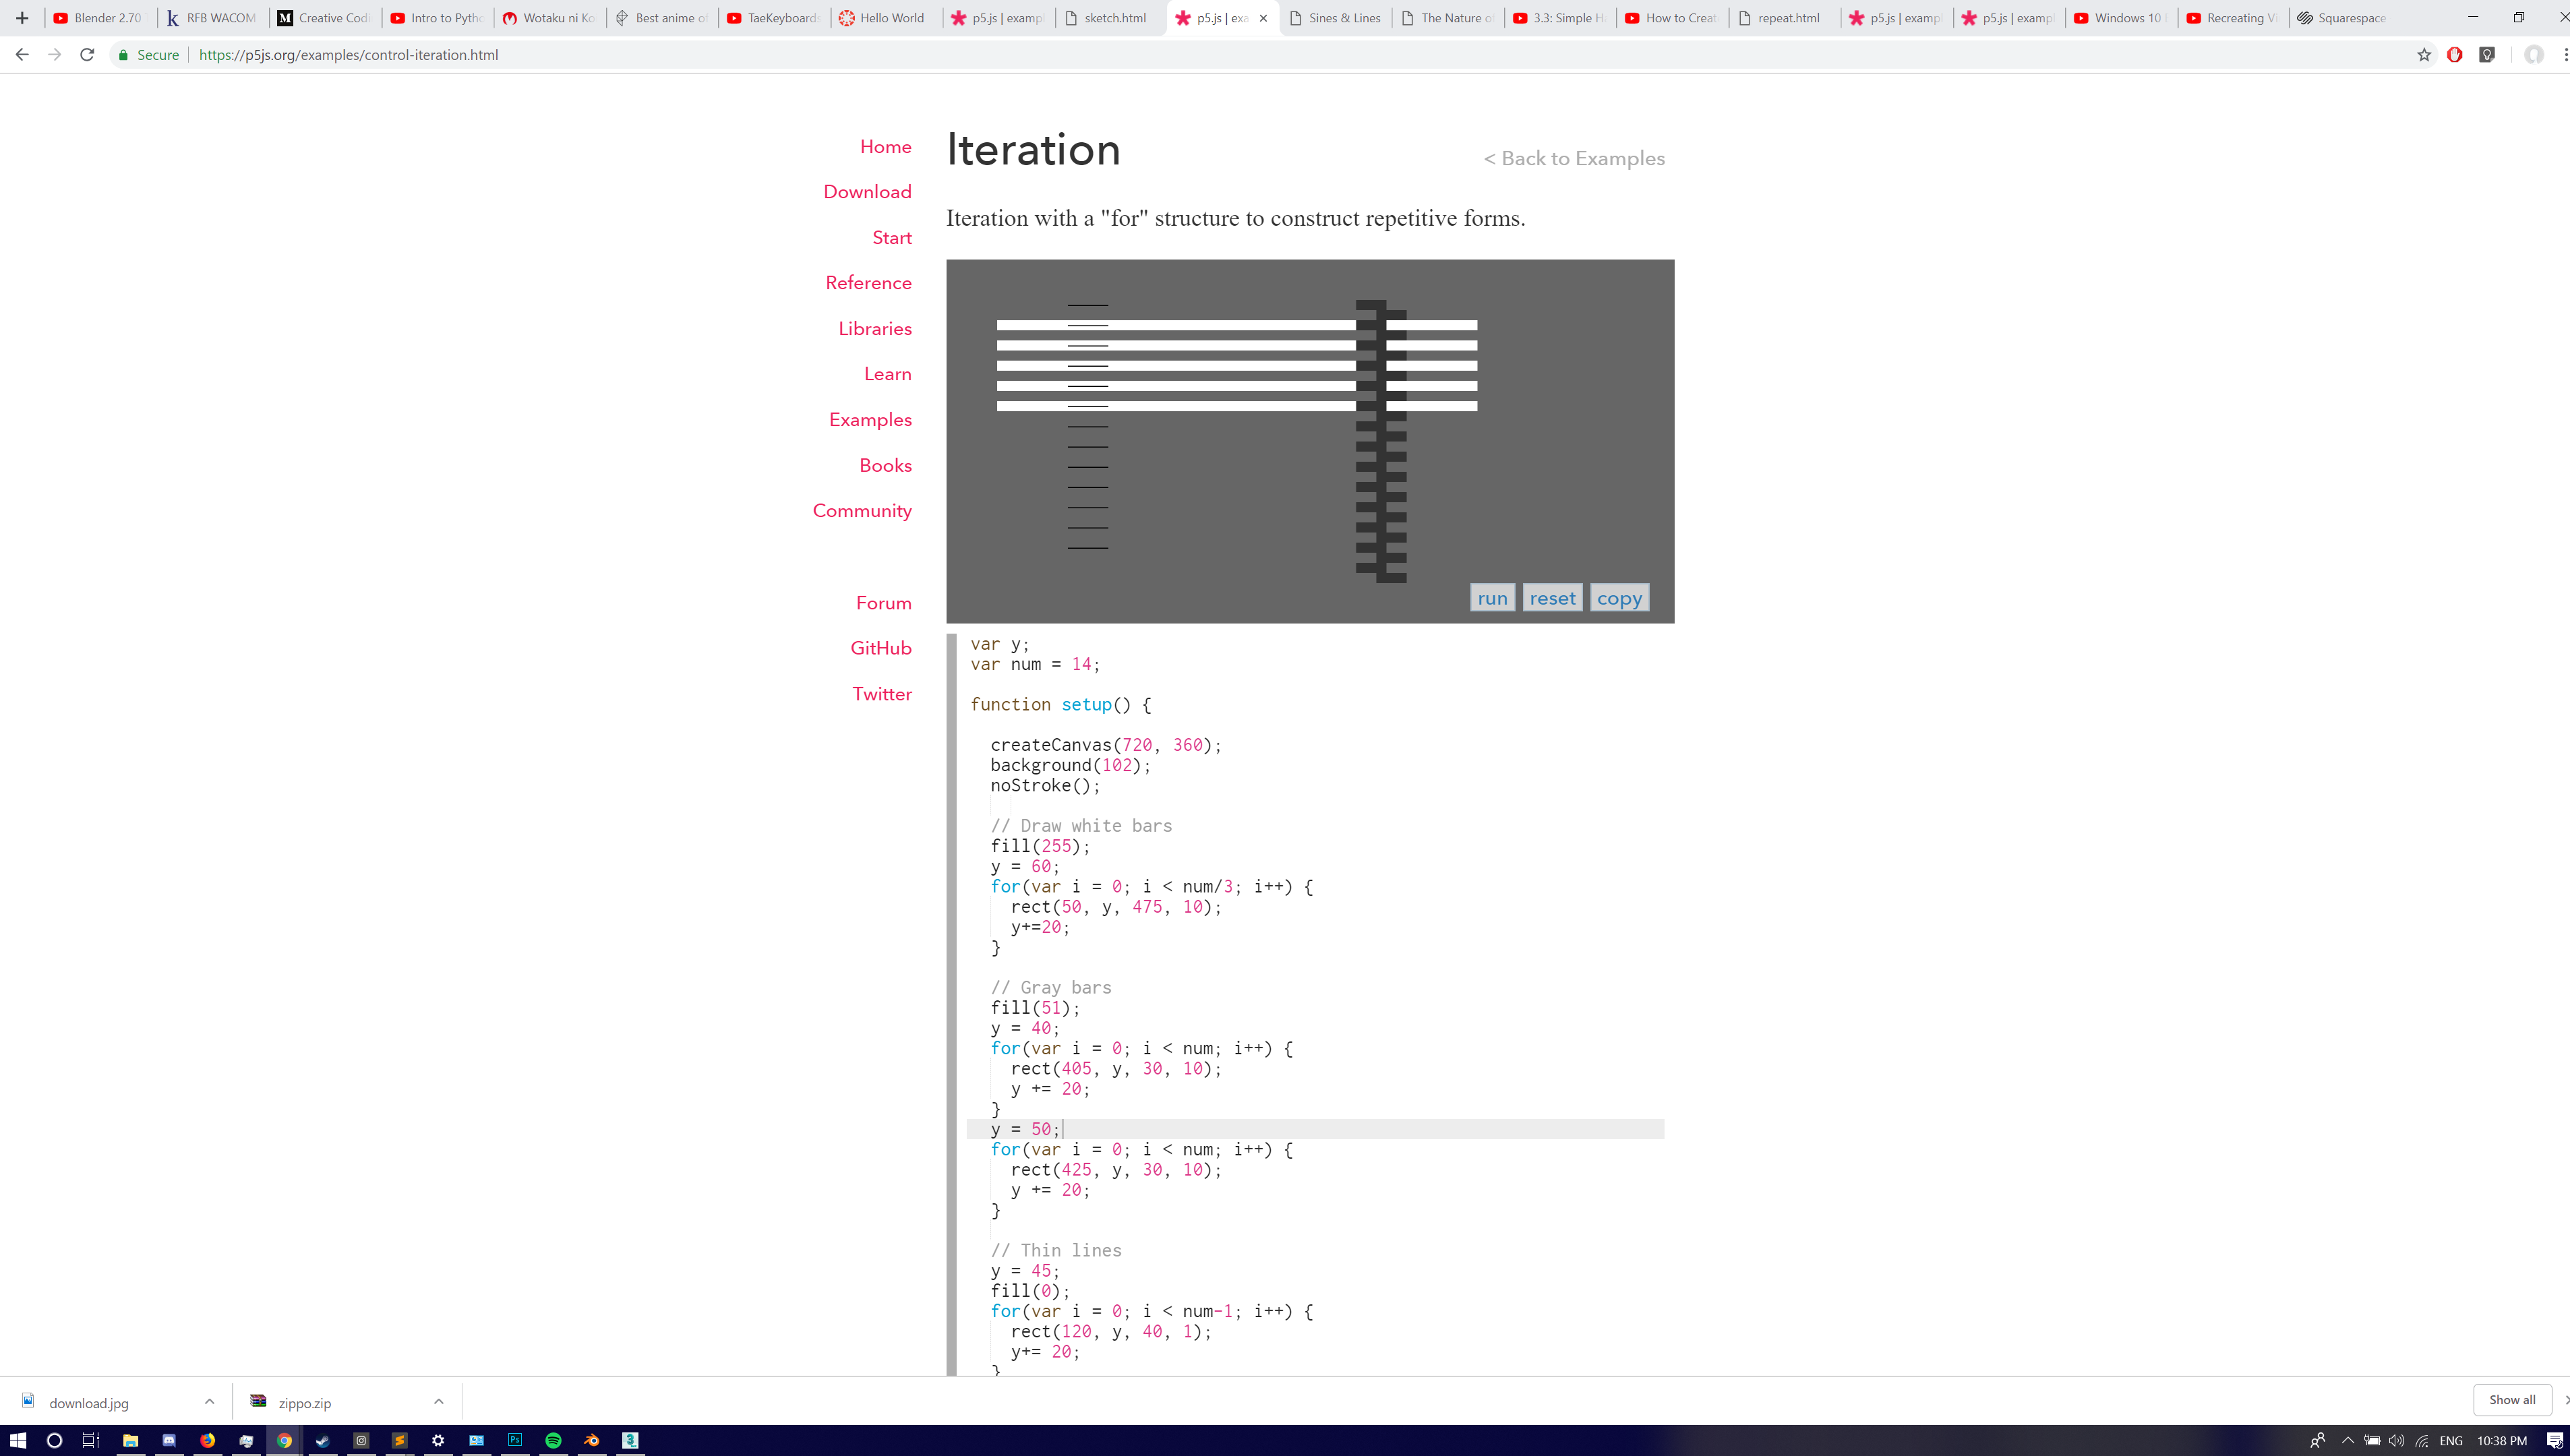 Blender 2.70
RFB WACOM
Creative Codi
Intro to Pytho
Wotaku ni Ko
Best anime of
TaeKeyboards
Hello World
p5.js | exampl
sketch.html
p5.js | exa
Sines & Lines
The Nature of
3.3: Simple Ha
How to Creat
repeat.html
p5.js | exampl
p5.js | exampl
Windows 10
Recreating Vi
Squarespace
Secure
https://p5js.org/examples/control-iteration.html
Home
Download
Start
Reference
Libraries
Learn
Examples
Books
Community
Forum
GitHub
Twitter
Iteration
< Back to Examples
Iteration with a "for" structure to construct repetitive forms.
run
reset
copy
var y;
var num = 14;
function setup() {
createCanvas(720, 360);
background(102);
noStroke();
// Draw white bars
fill(255);
y = 60;
for(var i = 0; i < num/3; i++) {
rect(50, y, 475, 10);
y+=20;
}
// Gray bars
fill(51);
y = 40;
for(var i = 0; i < num; i++) {
rect(405, y, 30, 10);
y += 20;
}
y = 50;
for(var i = 0; i < num; i++) {
rect(425, y, 30, 10);
y += 20;
}
// Thin lines
y = 45;
fill(0);
for(var i = 0; i < num-1; i++) {
rect(120, y, 40, 1);
y+= 20;
}
download.jpg
zippo.zip
Show all
ENG
10:38 PM